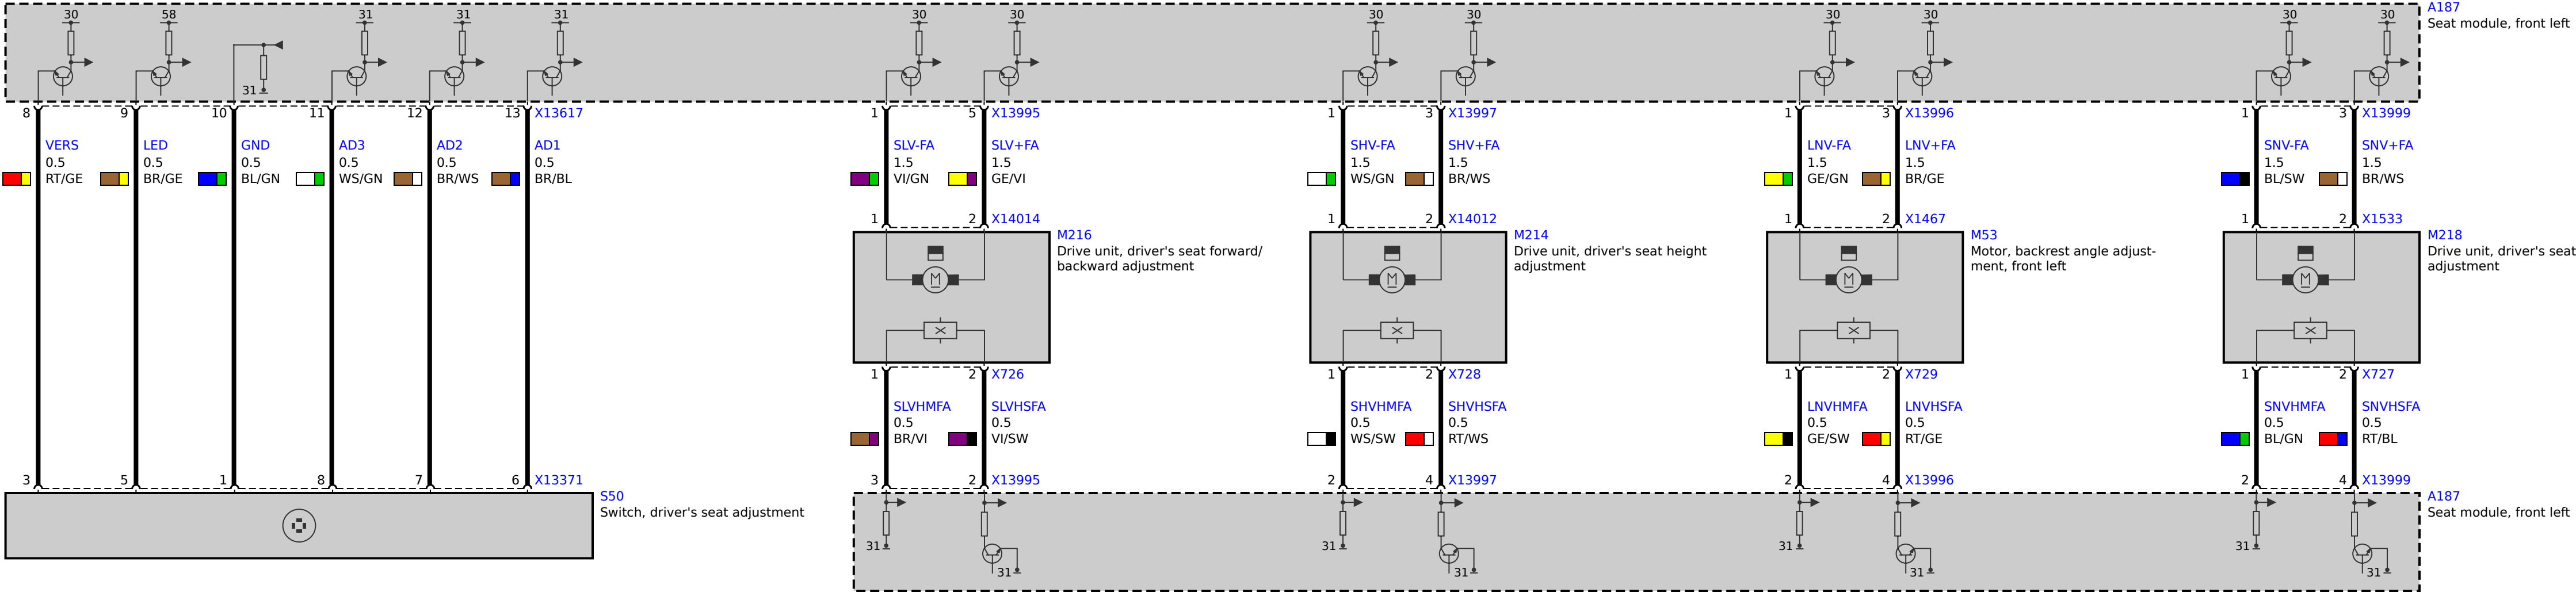 30 58 31 31 31 30 30 30 30 30 30 30 30
A187
Seat module, front left
31
8 9 10 11 12 13 X13617 1 5 X13995 1 3 X13997 1 3 X13996 1 3 X13999
VERS LED GND AD3 AD2 AD1 SLV-FA SLV+FA SHV-FA SHV+FA LNV-FA LNV+FA SNV-FA SNV+FA
0.5 0.5 0.5 0.5 0.5 0.5 1.5 1.5 1.5 1.5 1.5 1.5 1.5 1.5
RT/GE BR/GE BL/GN WS/GN BR/WS BR/BL VI/GN GE/VI WS/GN BR/WS GE/GN BR/GE BL/SW BR/WS
1 2 X14014 1 2 X14012 1 2 X1467 1 2 X1533
M216
Drive unit, driver's seat forward/
backward adjustment
M214
Drive unit, driver's seat height
adjustment
M53
Motor, backrest angle adjust-
ment, front left
M218
Drive unit, driver's seat
adjustment
M M M M
1 2 X726 1 2 X728 1 2 X729 1 2 X727
SLVHMFA SLVHSFA SHVHMFA SHVHSFA LNVHMFA LNVHSFA SNVHMFA SNVHSFA
0.5 0.5 0.5 0.5 0.5 0.5 0.5 0.5
BR/VI VI/SW WS/SW RT/WS GE/SW RT/GE BL/GN RT/BL
3 5 1 8 7 6 X13371 3 2 X13995 2 4 X13997 2 4 X13996 2 4 X13999
S50
Switch, driver's seat adjustment
A187
Seat module, front left
31 31 31 31
31 31 31 31